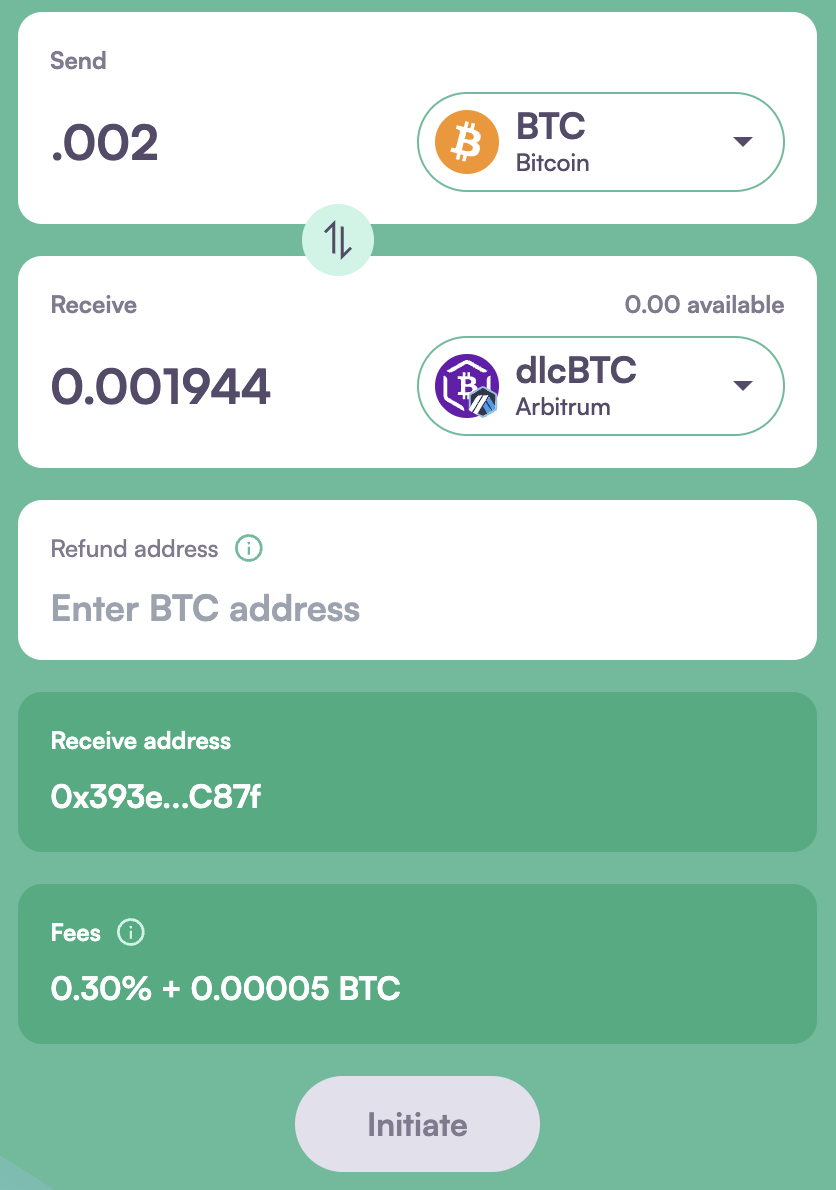 Send
.002
BTC
Bitcoin
Receive
0.00 available
0.001944
dlcBTC
Arbitrum
Refund address
Enter BTC address
Receive address
0x393e...C87f
Fees
0.30% + 0.00005 BTC
Initiate